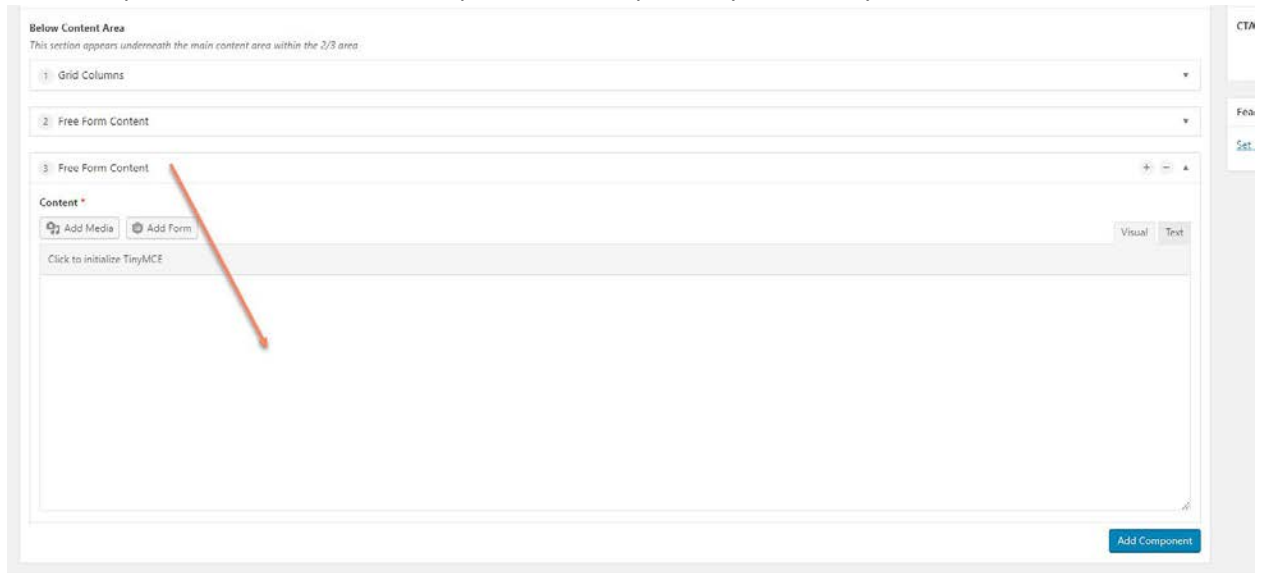 Below Content Area
This section appears underneath the main content area within the 2/3 area
1 Grid Columns
2 Free Form Content
3 Free Form Content
Content *
Add Media Add Form
Visual Text
Click to initialize TinyMCE
Add Component
CTA
Fea
Set